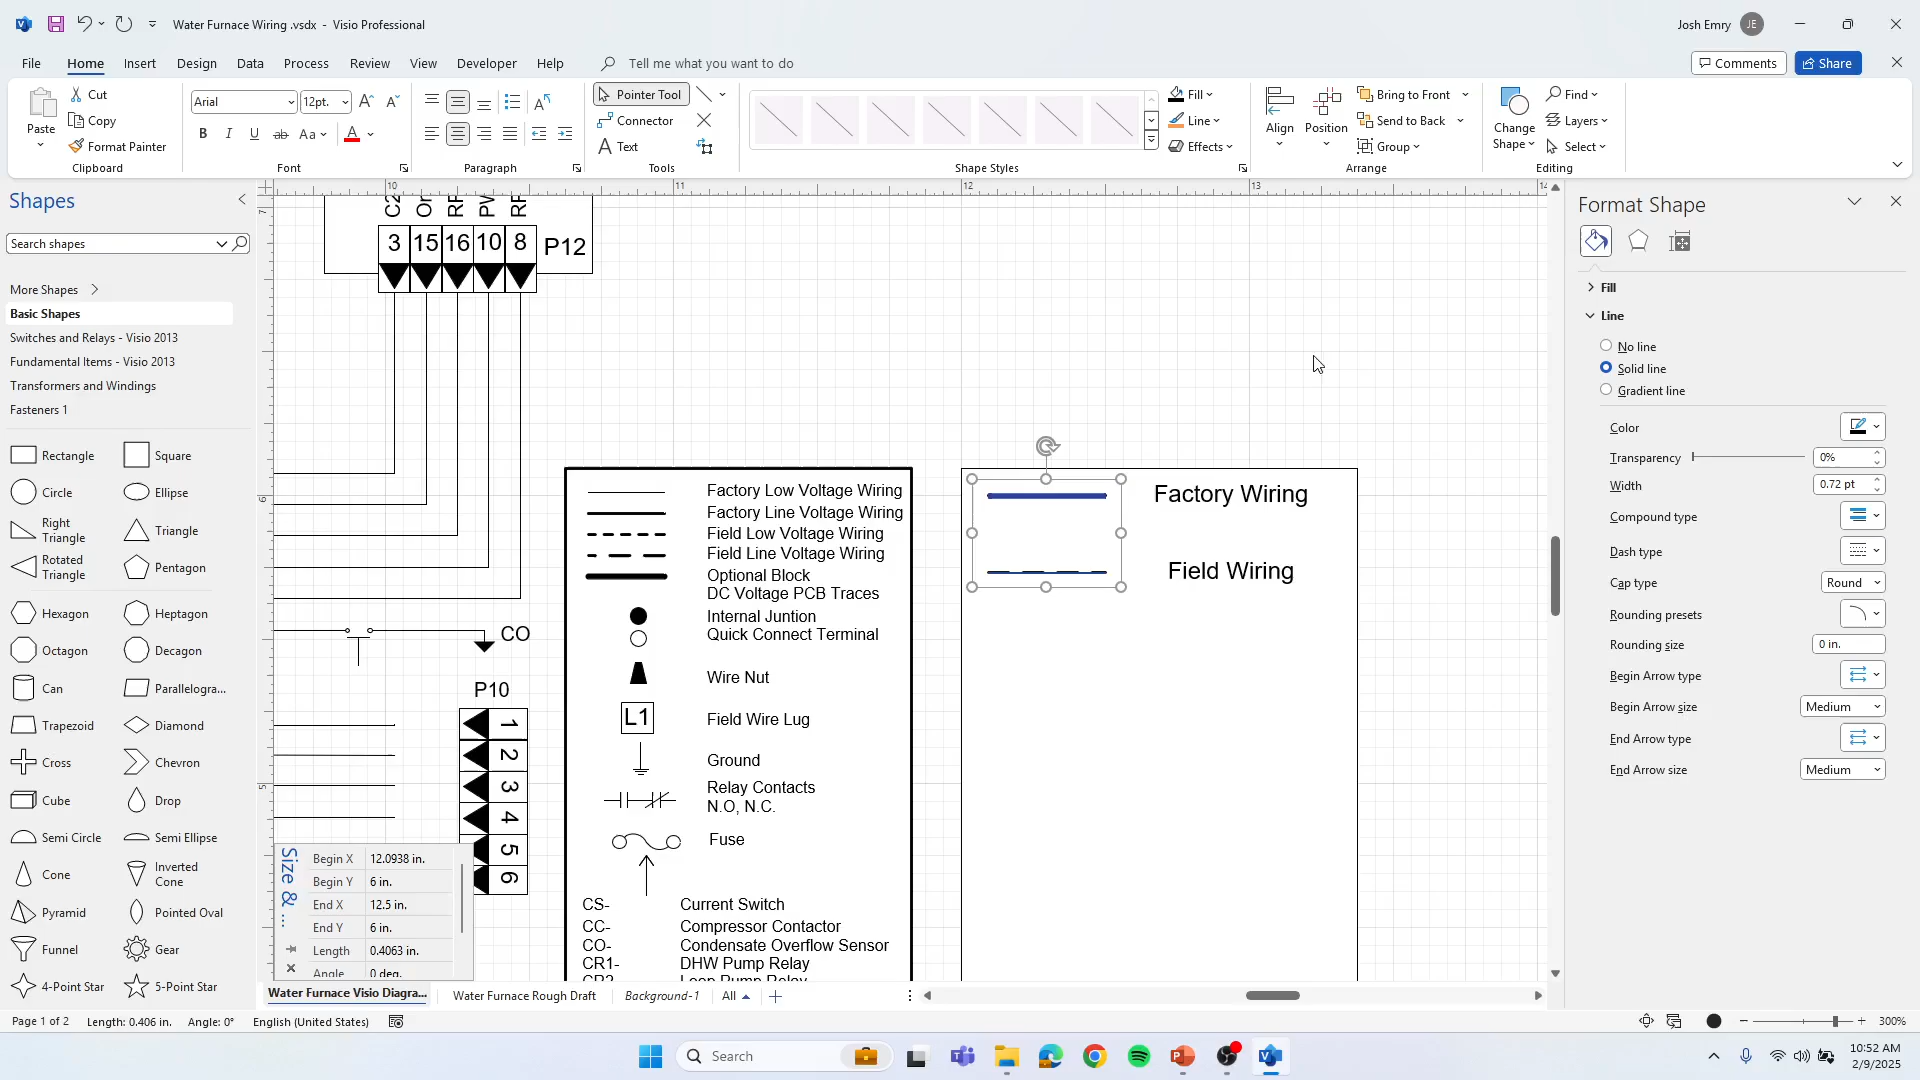 Water Furnace Wiring .vsdx - Visio Professional
Josh Emry
JE
File
Home
Insert
Design
Data
Process
Review
View
Developer
Help
Tell me what you want to do
Comments
Share
Paste
Cut
Copy
Format Painter
Clipboard
Arial
12pt.
Font
Paragraph
Pointer Tool
Connector
Text
Tools
Shape Styles
Fill
Line
Effects
Align
Position
Bring to Front
Send to Back
Group
Arrange
Change
Shape
Find
Layers
Select
Editing
Shapes
Search shapes
More Shapes
Basic Shapes
Switches and Relays - Visio 2013
Fundamental Items - Visio 2013
Transformers and Windings
Fasteners 1
Rectangle
Square
Circle
Ellipse
Right
Triangle
Triangle
Rotated
Triangle
Pentagon
Hexagon
Heptagon
Octagon
Decagon
Can
Parallelogra...
Trapezoid
Diamond
Cross
Chevron
Cube
Drop
Semi Circle
Semi Ellipse
Cone
Inverted
Cone
Pyramid
Pointed Oval
Funnel
Gear
4-Point Star
5-Point Star
10
11
12
13
14
7
6
5
3 15 16 10 8
P12
CO
P10
1
2
3
4
5
6
Factory Low Voltage Wiring
Factory Line Voltage Wiring
Field Low Voltage Wiring
Field Line Voltage Wiring
Optional Block
DC Voltage PCB Traces
Internal Juntion
Quick Connect Terminal
Wire Nut
L1
Field Wire Lug
Ground
Relay Contacts
N.O, N.C.
Fuse
CS- Current Switch
CC- Compressor Contactor
CO- Condensate Overflow Sensor
CR1- DHW Pump Relay
CR2- Loop Pump Relay
Factory Wiring
Field Wiring
Size & ...
Begin X 12.0938 in.
Begin Y 6 in.
End X 12.5 in.
End Y 6 in.
Length 0.4063 in.
Angle 0 deg.
Water Furnace Visio Diagra...
Water Furnace Rough Draft
Background-1
All
Format Shape
Fill
Line
No line
Solid line
Gradient line
Color
Transparency 0%
Width 0.72 pt
Compound type
Dash type
Cap type Round
Rounding presets
Rounding size 0 in.
Begin Arrow type
Begin Arrow size Medium
End Arrow type
End Arrow size Medium
Page 1 of 2
Length: 0.406 in.
Angle: 0°
English (United States)
300%
Search
10:52 AM
2/9/2025